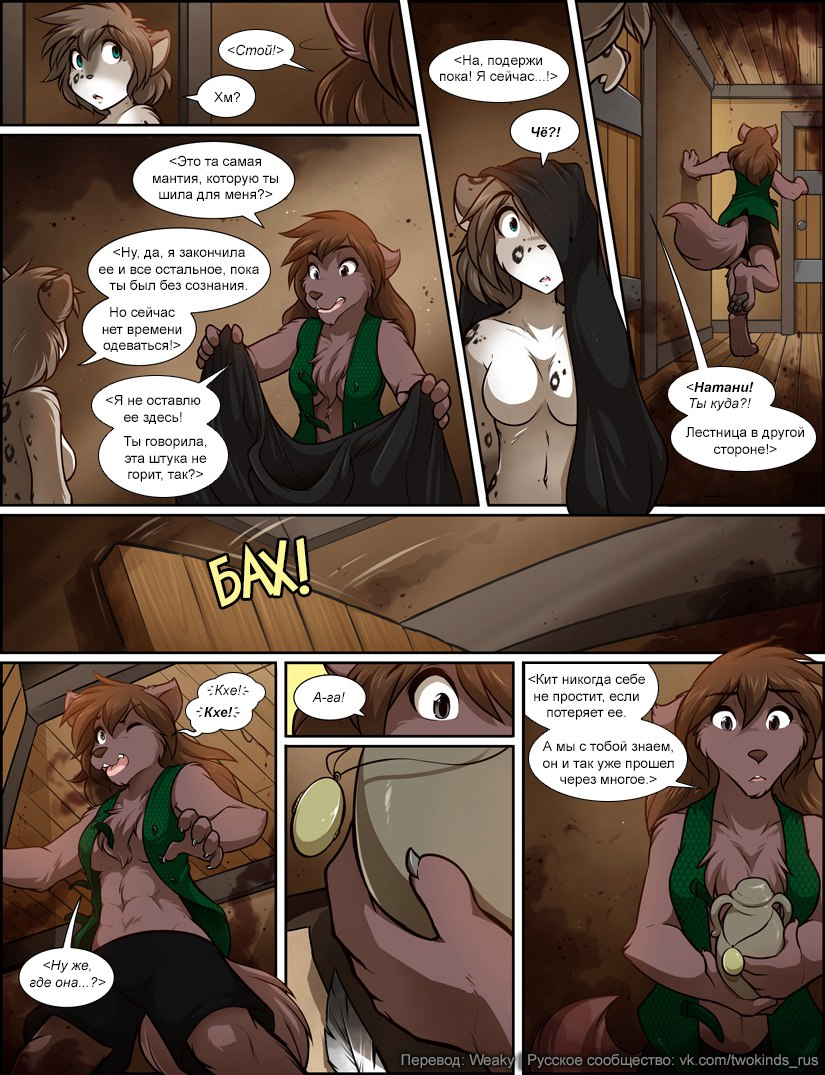 <Стой!>
Хм?
<Это та самая
мантия, которую ты
шила для меня?>
<Ну, да, я закончила
ее и все остальное, пока
ты был без сознания.
Но сейчас
нет времени
одеваться!>
<Я не оставлю
ее здесь!
Ты говорила,
эта штука не
горит, так?>
<На, подержи
пока! Я сейчас...!>
Чё?!
<Натани!
Ты куда?!
Лестница в другой
стороне!>
БАХ!
Кхе!
Кхе!
<Ну же,
где она...?>
А-га!
<Кит никогда себе
не простит, если
потеряет ее.
А мы с тобой знаем,
он и так уже прошел
через многое.>
Перевод: Weaky Русское сообщество: vk.com/twokinds_rus